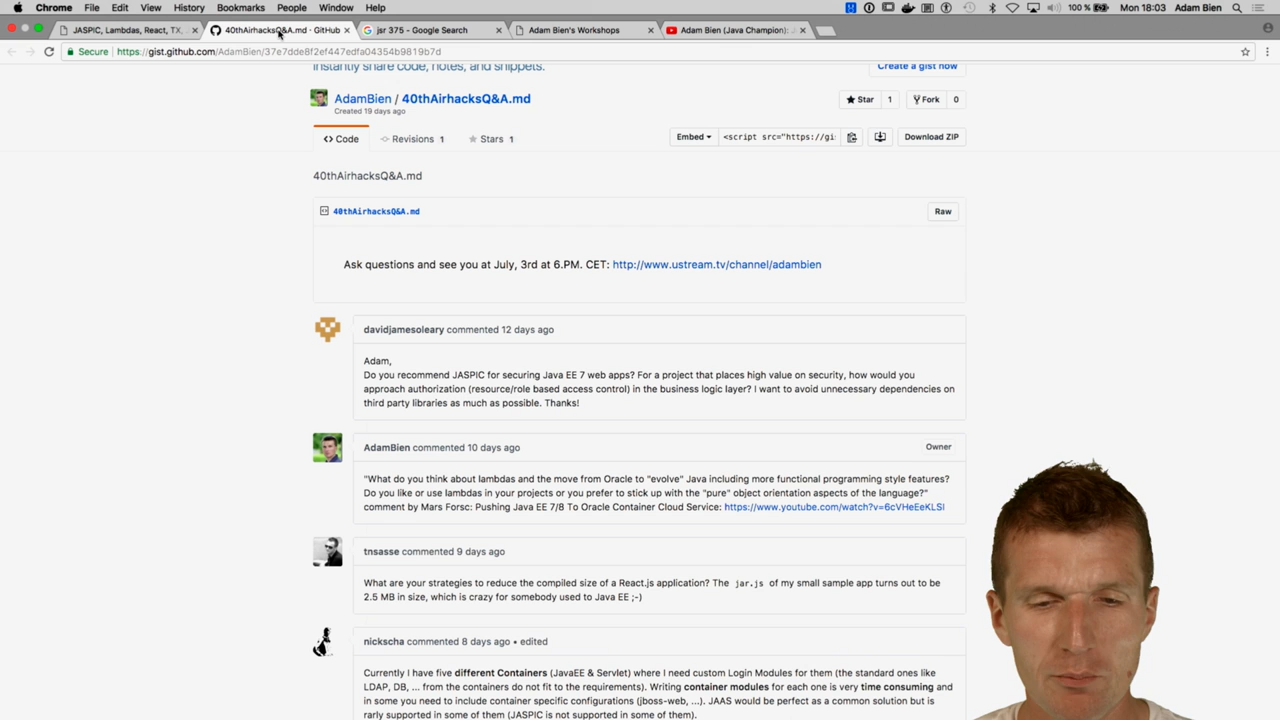 Chrome File Edit View History Bookmarks People Window Help 100 % Mon 18:03 Adam Bien
JASPIC, Lambdas, React, TX,
40thAirhacksQ&A.md · GitHub
jsr 375 - Google Search
Adam Bien's Workshops
Adam Bien (Java Champion): J
Secure https://gist.github.com/AdamBien/37e7dde8f2ef447edfa04354b9819b7d
Instantly share code, notes, and snippets.
Create a gist now
AdamBien / 40thAirhacksQ&A.md
Star 1 Fork 0
Created 19 days ago
Code Revisions 1 Stars 1
Embed <script src="https://gi Download ZIP
40thAirhacksQ&A.md
40thAirhacksQ&A.md Raw
Ask questions and see you at July, 3rd at 6.PM. CET: http://www.ustream.tv/channel/adambien
davidjamesoleary commented 12 days ago
Adam,
Do you recommend JASPIC for securing Java EE 7 web apps? For a project that places high value on security, how would you
approach authorization (resource/role based access control) in the business logic layer? I want to avoid unnecessary dependencies on
third party libraries as much as possible. Thanks!
AdamBien commented 10 days ago Owner
"What do you think about lambdas and the move from Oracle to "evolve" Java including more functional programming style features?
Do you like or use lambdas in your projects or you prefer to stick up with the "pure" object orientation aspects of the language?"
comment by Mars Forsc: Pushing Java EE 7/8 To Oracle Container Cloud Service: https://www.youtube.com/watch?v=6cVHeEeKLSI
tnsasse commented 9 days ago
What are your strategies to reduce the compiled size of a React.js application? The jar.js of my small sample app turns out to be
2.5 MB in size, which is crazy for somebody used to Java EE ;-)
nickscha commented 8 days ago • edited
Currently I have five different Containers (JavaEE & Servlet) where I need custom Login Modules for them (the standard ones like
LDAP, DB, ... from the containers do not fit to the requirements). Writing container modules for each one is very time consuming and
in some you need to include container specific configurations (jboss-web, ...). JAAS would be perfect as a common solution but is
rarly supported in some of them (JASPIC is not supported in some of them).